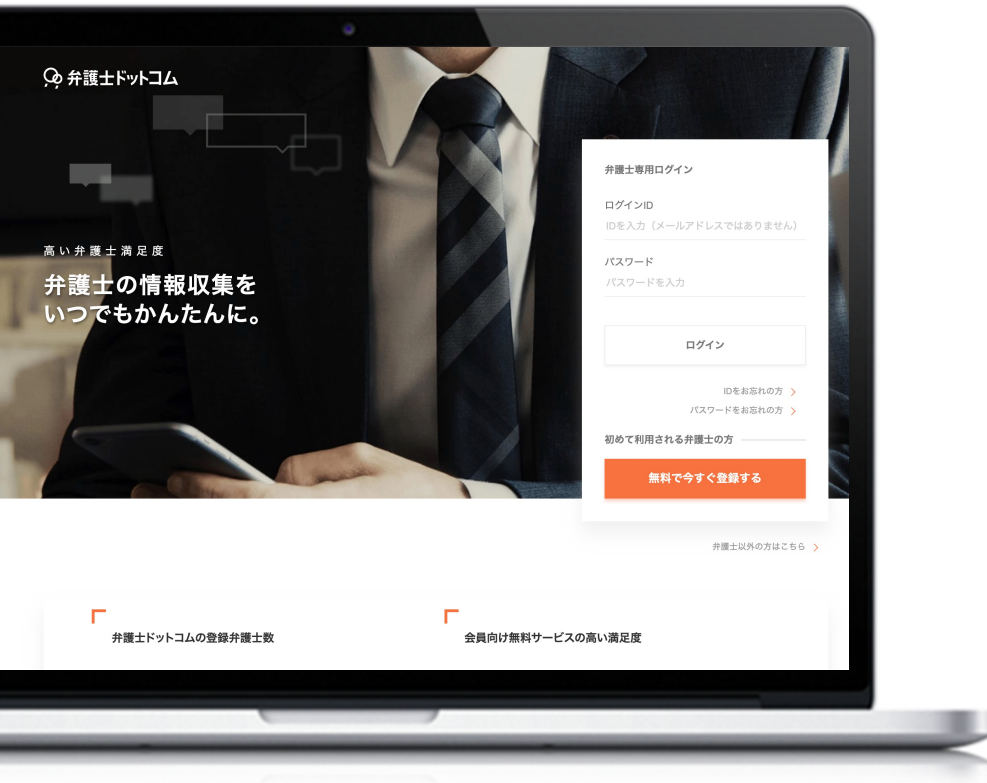 弁護士ドットコム
高い弁護士満足度
弁護士の情報収集を
いつでもかんたんに。
弁護士専用ログイン
ログインID
IDを入力（メールアドレスではありません）
パスワード
パスワードを入力
ログイン
IDをお忘れの方
パスワードをお忘れの方
初めて利用される弁護士の方
無料で今すぐ登録する
弁護士以外の方はこちら
弁護士ドットコムの登録弁護士数
会員向け無料サービスの高い満足度